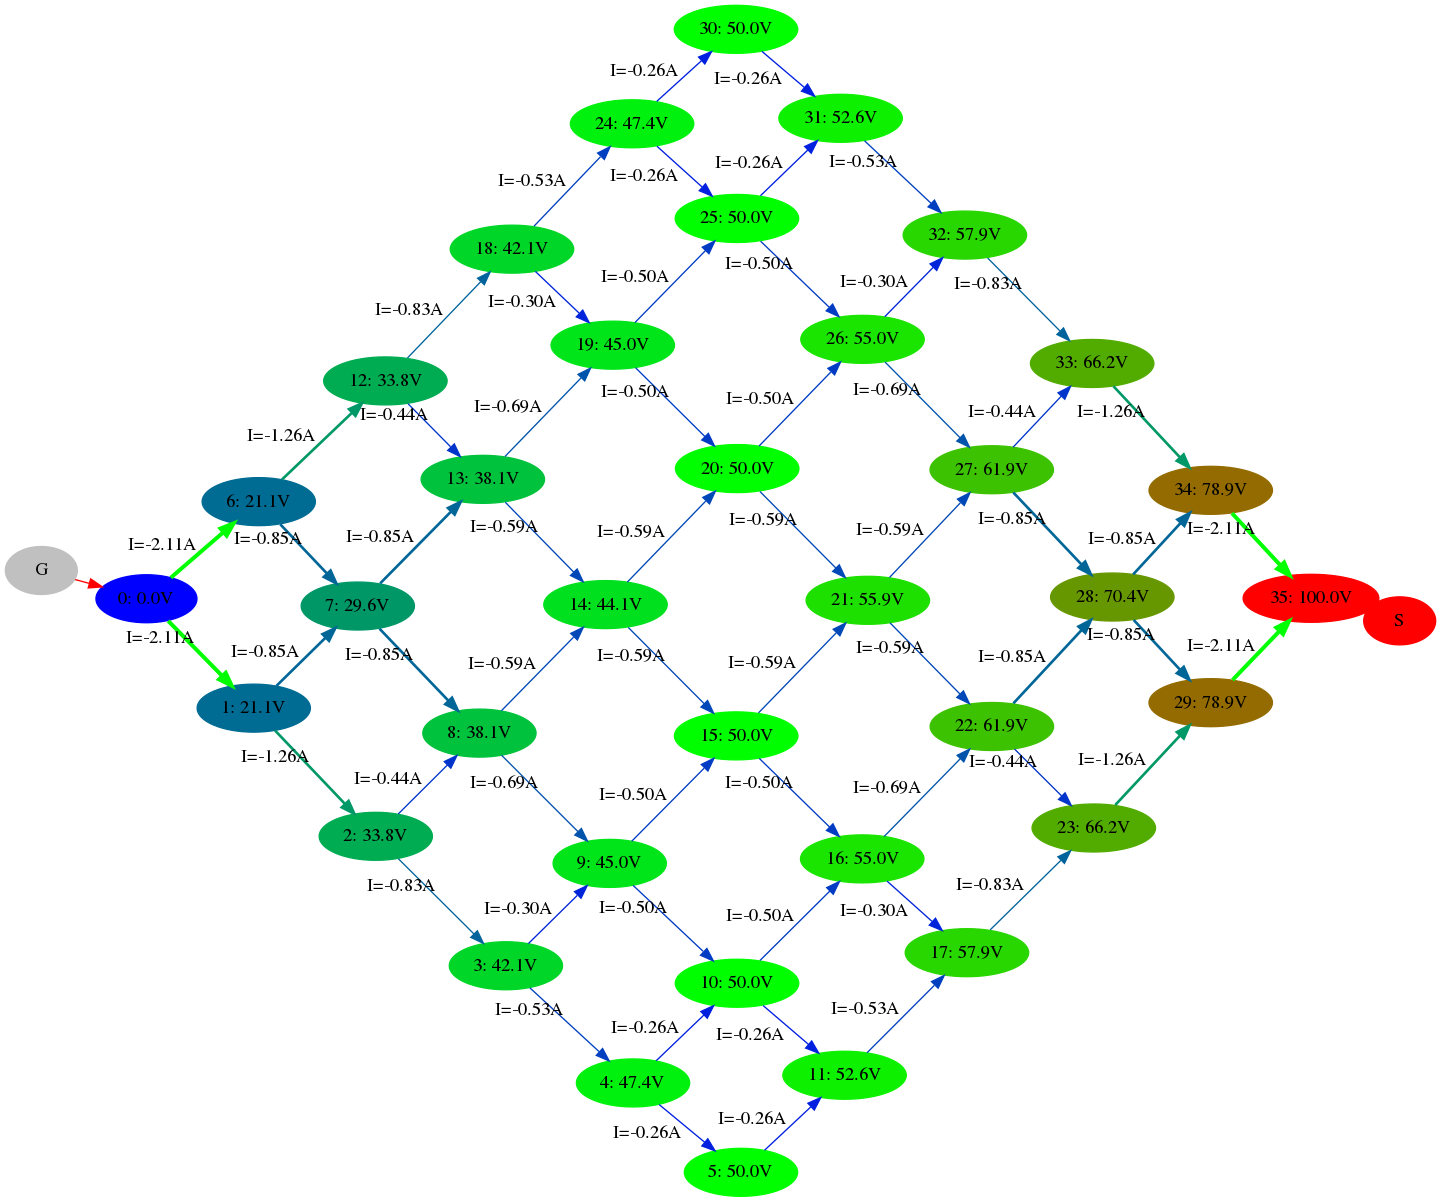 30: 50.0V
I=-0.26A
I=-0.26A
31: 52.6V
24: 47.4V
I=-0.26A
I=-0.53A
I=-0.53A
I=-0.26A
25: 50.0V
32: 57.9V
18: 42.1V
I=-0.50A
I=-0.50A
I=-0.30A
I=-0.83A
I=-0.30A
I=-0.83A
26: 55.0V
19: 45.0V
33: 66.2V
12: 33.8V
I=-0.69A
I=-0.50A
I=-0.50A
I=-0.69A
I=-0.44A
I=-1.26A
I=-0.44A
I=-1.26A
20: 50.0V
27: 61.9V
13: 38.1V
34: 78.9V
6: 21.1V
I=-0.59A
I=-0.85A
I=-0.59A
I=-2.11A
I=-0.59A
I=-0.59A
I=-0.85A
I=-0.85A
I=-0.85A
I=-2.11A
G
0: 0.0V
28: 70.4V
35: 100.0V
21: 55.9V
14: 44.1V
7: 29.6V
S
I=-2.11A
I=-0.85A
I=-0.85A
I=-0.59A
I=-0.59A
I=-0.59A
I=-0.59A
I=-0.85A
I=-0.85A
I=-2.11A
29: 78.9V
1: 21.1V
22: 61.9V
8: 38.1V
15: 50.0V
I=-1.26A
I=-0.44A
I=-0.69A
I=-0.50A
I=-0.50A
I=-0.69A
I=-0.44A
I=-1.26A
23: 66.2V
2: 33.8V
16: 55.0V
9: 45.0V
I=-0.83A
I=-0.30A
I=-0.50A
I=-0.50A
I=-0.30A
I=-0.83A
17: 57.9V
3: 42.1V
10: 50.0V
I=-0.53A
I=-0.26A
I=-0.26A
I=-0.53A
11: 52.6V
4: 47.4V
I=-0.26A
I=-0.26A
5: 50.0V